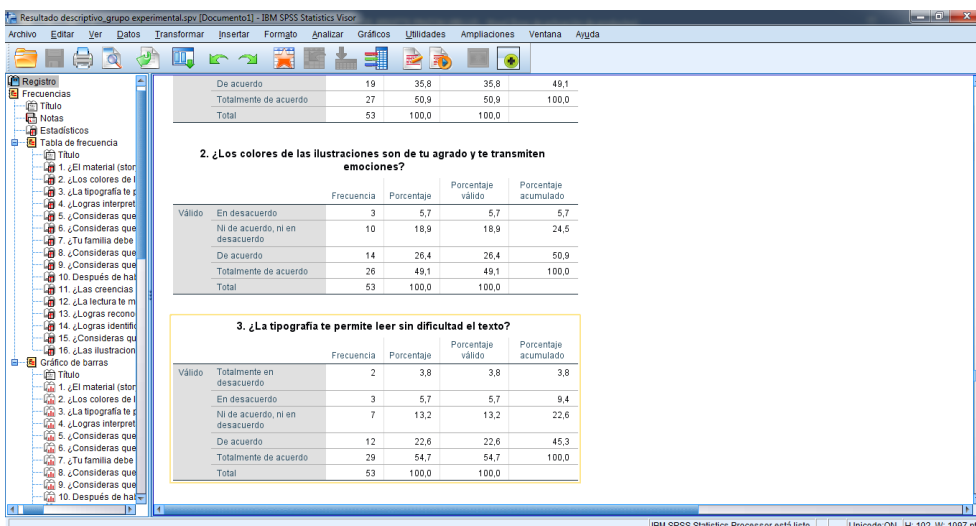 Resultado descriptivo_grupo experimental.spv [Documento1] - IBM SPSS Statistics Visor
Archivo Editar Ver Datos Transformar Insertar Formato Analizar Gráficos Utilidades Ampliaciones Ventana Ayuda
Registro
Frecuencias
Título
Notas
Estadísticos
Tabla de frecuencia
Título
1. ¿El material (stor
2. ¿Los colores de l
3. ¿La tipografía te p
4. ¿Logras interpret
5. ¿Consideras que
6. ¿Consideras que
7. ¿Tu familia debe
8. ¿Consideras que
9. ¿Consideras que
10. Después de hab
11. ¿Las creencias
12. ¿La lectura te m
13. ¿Logras recono
14. ¿Logras identific
15. ¿Consideras qu
16. ¿Las ilustracion
Gráfico de barras
Título
1. ¿El material (stor
2. ¿Los colores de l
3. ¿La tipografía te p
4. ¿Logras interpret
5. ¿Consideras que
6. ¿Consideras que
7. ¿Tu familia debe
8. ¿Consideras que
9. ¿Consideras que
10. Después de hab
De acuerdo 19 35,8 35,8 49,1
Totalmente de acuerdo 27 50,9 50,9 100,0
Total 53 100,0 100,0
2. ¿Los colores de las ilustraciones son de tu agrado y te transmiten
emociones?
Frecuencia Porcentaje Porcentaje válido Porcentaje acumulado
Válido En desacuerdo 3 5,7 5,7 5,7
Ni de acuerdo, ni en desacuerdo 10 18,9 18,9 24,5
De acuerdo 14 26,4 26,4 50,9
Totalmente de acuerdo 26 49,1 49,1 100,0
Total 53 100,0 100,0
3. ¿La tipografía te permite leer sin dificultad el texto?
Frecuencia Porcentaje Porcentaje válido Porcentaje acumulado
Válido Totalmente en desacuerdo 2 3,8 3,8 3,8
En desacuerdo 3 5,7 5,7 9,4
Ni de acuerdo, ni en desacuerdo 7 13,2 13,2 22,6
De acuerdo 12 22,6 22,6 45,3
Totalmente de acuerdo 29 54,7 54,7 100,0
Total 53 100,0 100,0
IBM SPSS Statistics Processor está listo Unicode:ON H: 102, W: 1097